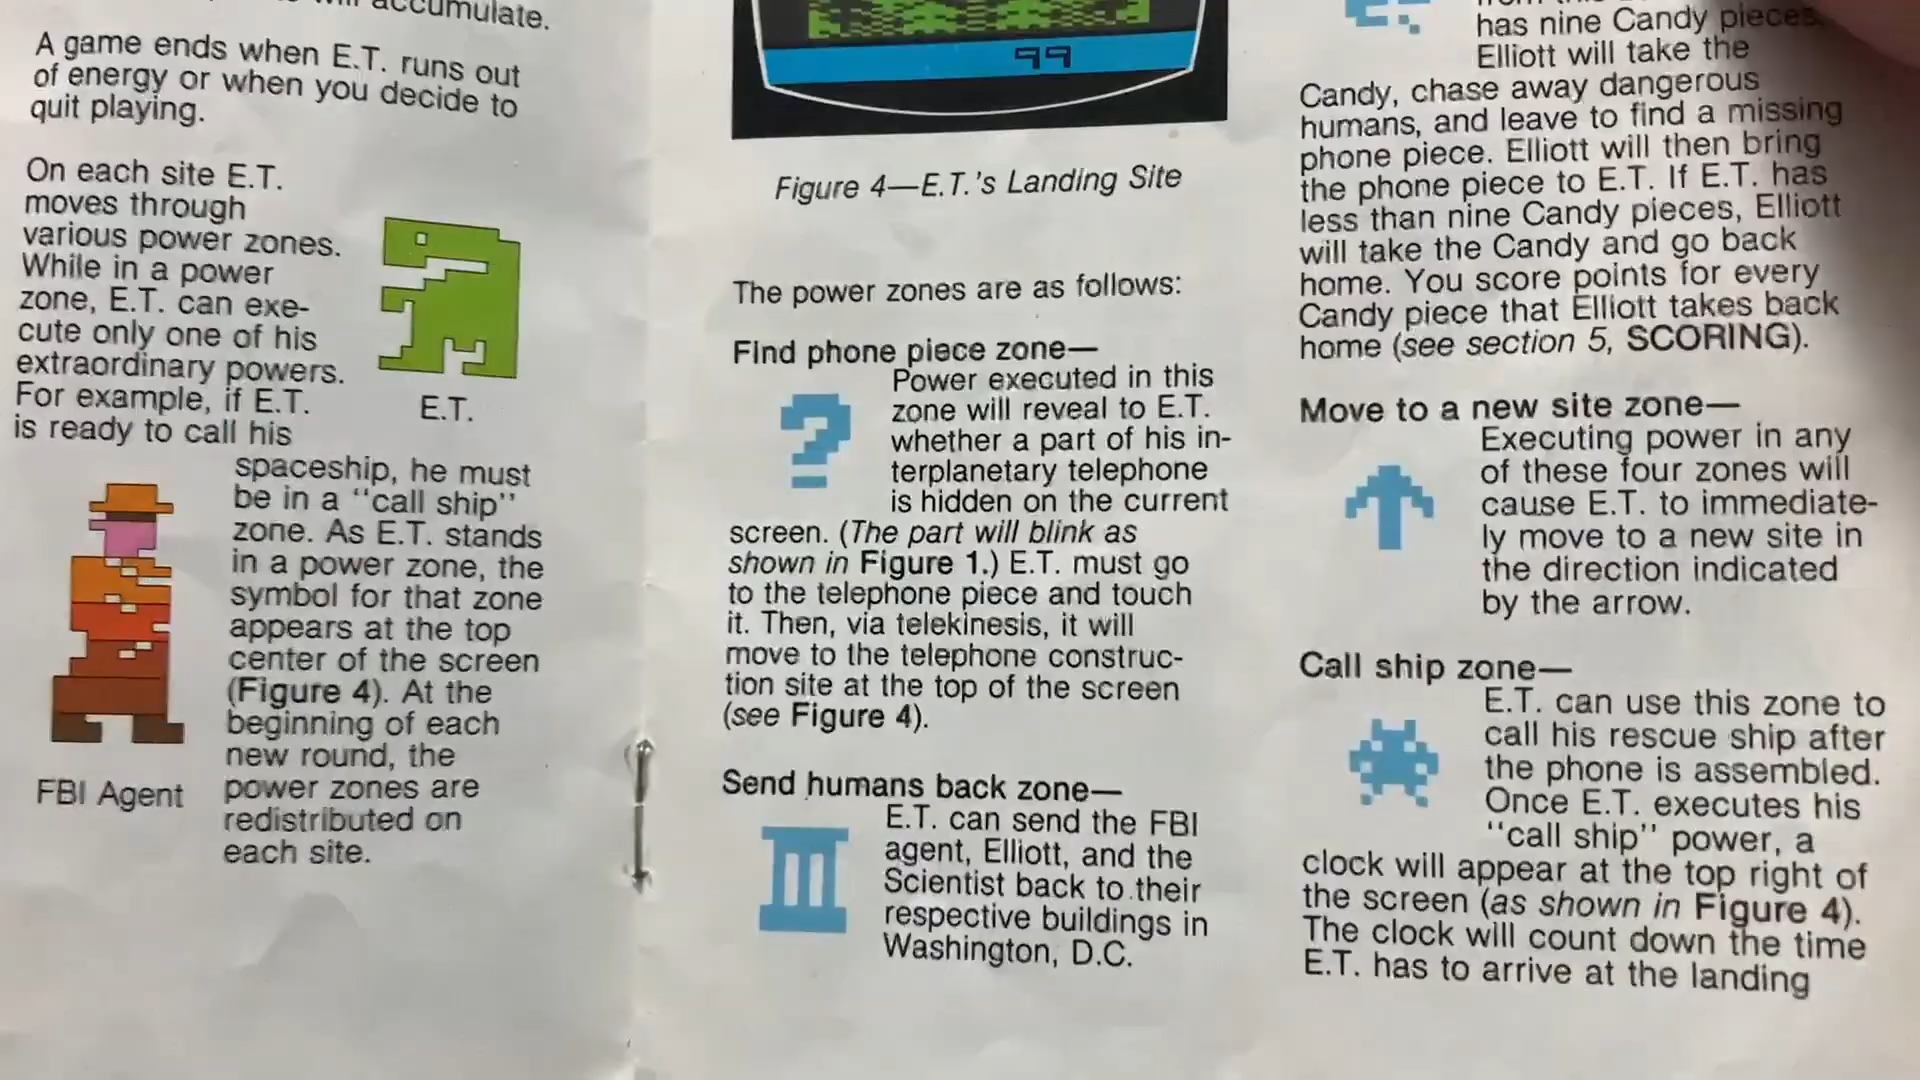 accumulate.
A game ends when E.T. runs out
of energy or when you decide to
quit playing.
On each site E.T.
moves through
various power zones.
While in a power
zone, E.T. can exe-
cute only one of his
extraordinary powers.
For example, if E.T.
is ready to call his
E.T.
spaceship, he must
be in a "call ship"
zone. As E.T. stands
in a power zone, the
symbol for that zone
appears at the top
center of the screen
(Figure 4). At the
beginning of each
new round, the
power zones are
redistributed on
each site.
FBI Agent
99
Figure 4—E.T.'s Landing Site
The power zones are as follows:
Find phone piece zone—
?
Power executed in this
zone will reveal to E.T.
whether a part of his in-
terplanetary telephone
is hidden on the current
screen. (The part will blink as
shown in Figure 1.) E.T. must go
to the telephone piece and touch
it. Then, via telekinesis, it will
move to the telephone construc-
tion site at the top of the screen
(see Figure 4).
Send humans back zone—
E.T. can send the FBI
agent, Elliott, and the
Scientist back to their
respective buildings in
Washington, D.C.
has nine Candy pieces,
Elliott will take the
Candy, chase away dangerous
humans, and leave to find a missing
phone piece. Elliott will then bring
the phone piece to E.T. If E.T. has
less than nine Candy pieces, Elliott
will take the Candy and go back
home. You score points for every
Candy piece that Elliott takes back
home (see section 5, SCORING).
Move to a new site zone—
Executing power in any
of these four zones will
cause E.T. to immediate-
ly move to a new site in
the direction indicated
by the arrow.
Call ship zone—
E.T. can use this zone to
call his rescue ship after
the phone is assembled.
Once E.T. executes his
"call ship" power, a
clock will appear at the top right of
the screen (as shown in Figure 4).
The clock will count down the time
E.T. has to arrive at the landing